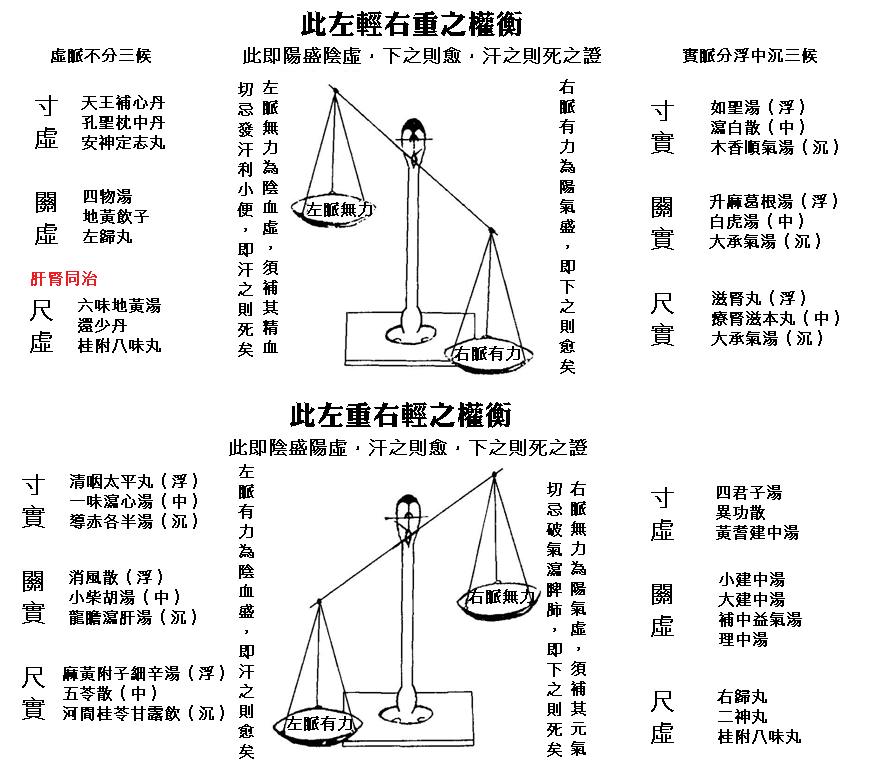 此左輕右重之權衡
此即陽盛陰虛，下之則愈，汗之則死之證
虛脈不分三候
寸虛
天王補心丹
孔聖枕中丹
安神定志丸
關虛
四物湯
地黃飲子
左歸丸
肝腎同治
尺虛
六味地黃湯
還少丹
桂附八味丸
左脈無力為陰血虛，須補其精血
切忌發汗利小便，即汗之則死矣
左脈無力
右脈有力
右脈有力為陽氣盛，即下之則愈矣
實脈分浮中沉三候
寸實
如聖湯（浮）
瀉白散（中）
木香順氣湯（沉）
關實
升麻葛根湯（浮）
白虎湯（中）
大承氣湯（沉）
尺實
滋腎丸（浮）
療腎滋本丸（中）
大承氣湯（沉）
此左重右輕之權衡
此即陰盛陽虛，汗之則愈，下之則死之證
寸實
清咽太平丸（浮）
一味瀉心湯（中）
導赤各半湯（沉）
關實
消風散（浮）
小柴胡湯（中）
龍膽瀉肝湯（沉）
尺實
麻黃附子細辛湯（浮）
五苓散（中）
河間桂苓甘露飲（沉）
左脈有力為陰血盛，即汗之則愈矣
左脈有力
右脈無力
右脈無力為陽氣虛，須補其元氣
切忌破氣瀉脾肺，即下之則死矣
寸虛
四君子湯
異功散
黃耆建中湯
關虛
小建中湯
大建中湯
補中益氣湯
理中湯
尺虛
右歸丸
二神丸
桂附八味丸